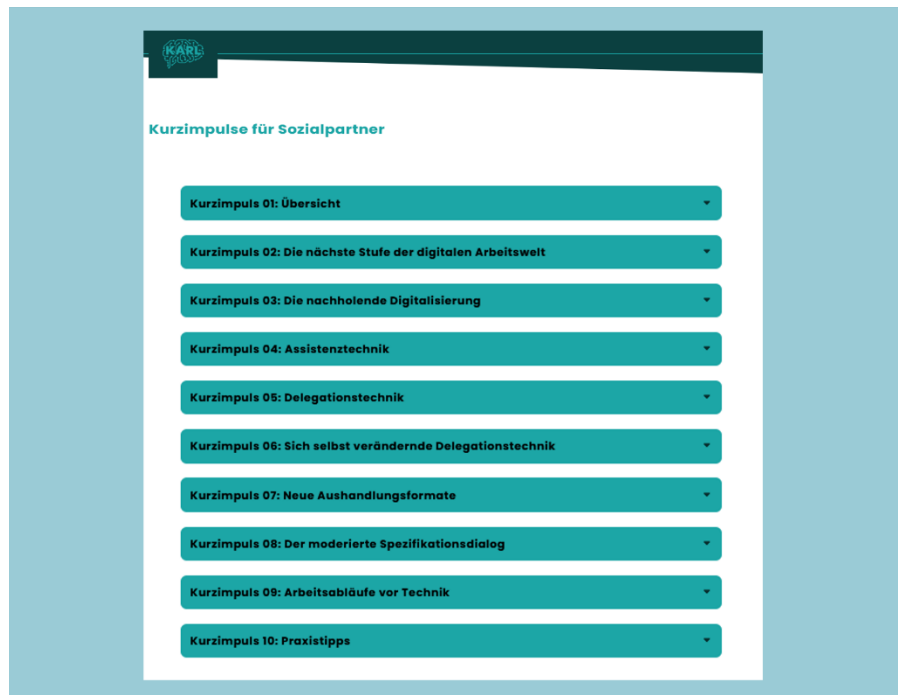 KARL
Kurzimpulse für Sozialpartner
Kurzimpuls 01: Übersicht
Kurzimpuls 02: Die nächste Stufe der digitalen Arbeitswelt
Kurzimpuls 03: Die nachholende Digitalisierung
Kurzimpuls 04: Assistenztechnik
Kurzimpuls 05: Delegationstechnik
Kurzimpuls 06: Sich selbst verändernde Delegationstechnik
Kurzimpuls 07: Neue Aushandlungsformate
Kurzimpuls 08: Der moderierte Spezifikationsdialog
Kurzimpuls 09: Arbeitsabläufe vor Technik
Kurzimpuls 10: Praxistipps